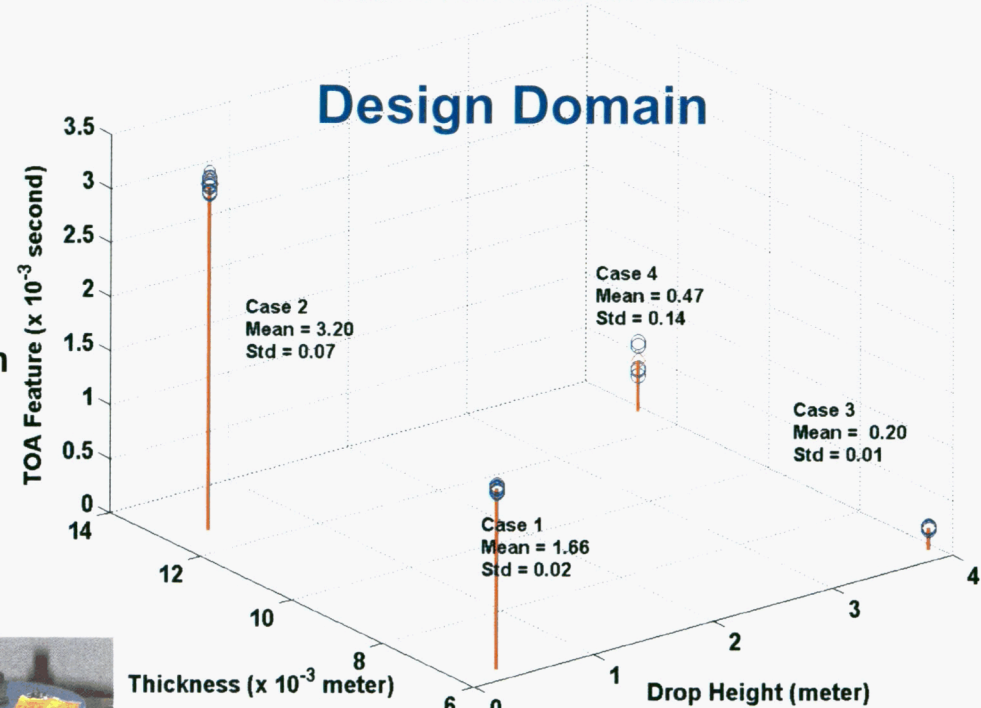 Design Domain
3.5
3
2.5
2
1.5
1
0.5
0
TOA Feature (x 10⁻³ second)
Case 2
Mean = 3.20
Std = 0.07
Case 4
Mean = 0.47
Std = 0.14
Case 3
Mean = 0.20
Std = 0.01
Case 1
Mean = 1.66
Std = 0.02
14
12
10
8
6
Thickness (x 10⁻³ meter)
0
1
2
3
4
Drop Height (meter)